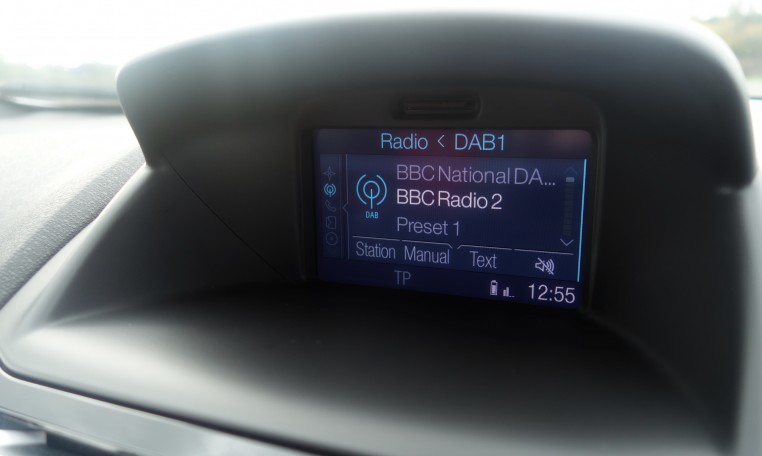 Radio < DAB1
BBC National DA...
BBC Radio 2
DAB
Preset 1
Station Manual Text
TP
12:55